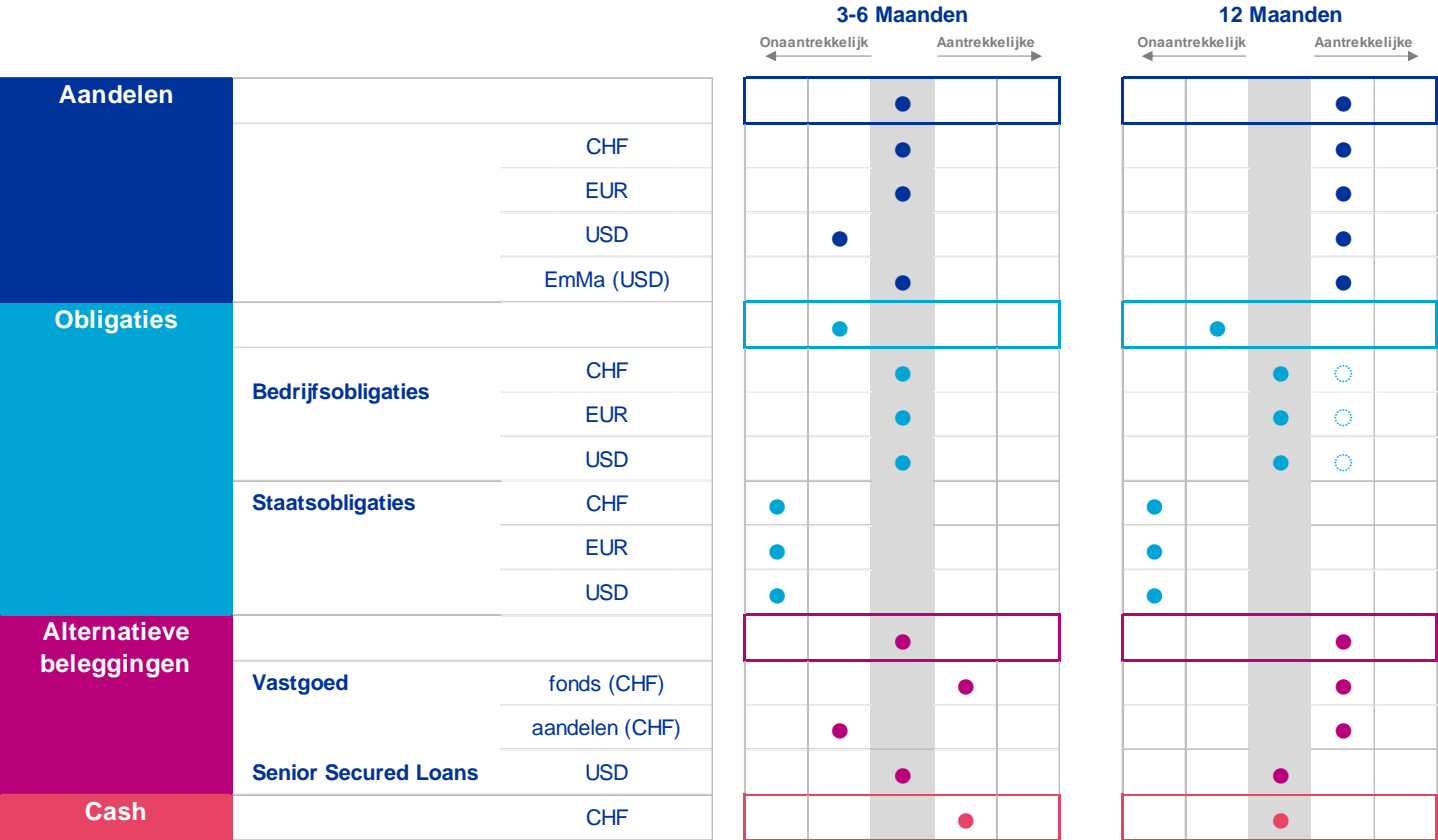 3-6 Maanden
12 Maanden
Onaantrekkelijk
Aantrekkelijke
Onaantrekkelijk
Aantrekkelijke
Aandelen
CHF
EUR
USD
EmMa (USD)
Obligaties
Bedrijfsobligaties
CHF
EUR
USD
Staatsobligaties
CHF
EUR
USD
Alternatieve
beleggingen
Vastgoed
fonds (CHF)
aandelen (CHF)
Senior Secured Loans
USD
Cash
CHF